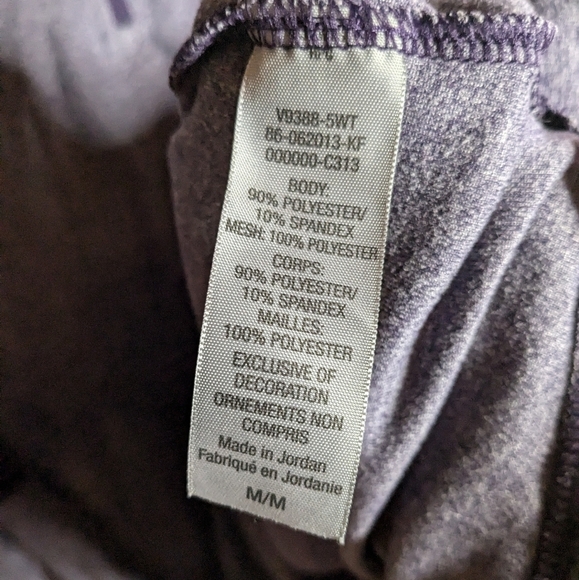 V9388-5WT
86-062013-KF
000000-C313
BODY:
90% POLYESTER/
10% SPANDEX
MESH: 100% POLYESTER
CORPS:
90% POLYESTER/
10% SPANDEX
MAILLES:
100% POLYESTER
EXCLUSIVE OF
DECORATION
ORNEMENTS NON
COMPRIS
Made in Jordan
Fabriqué en Jordanie
M/M